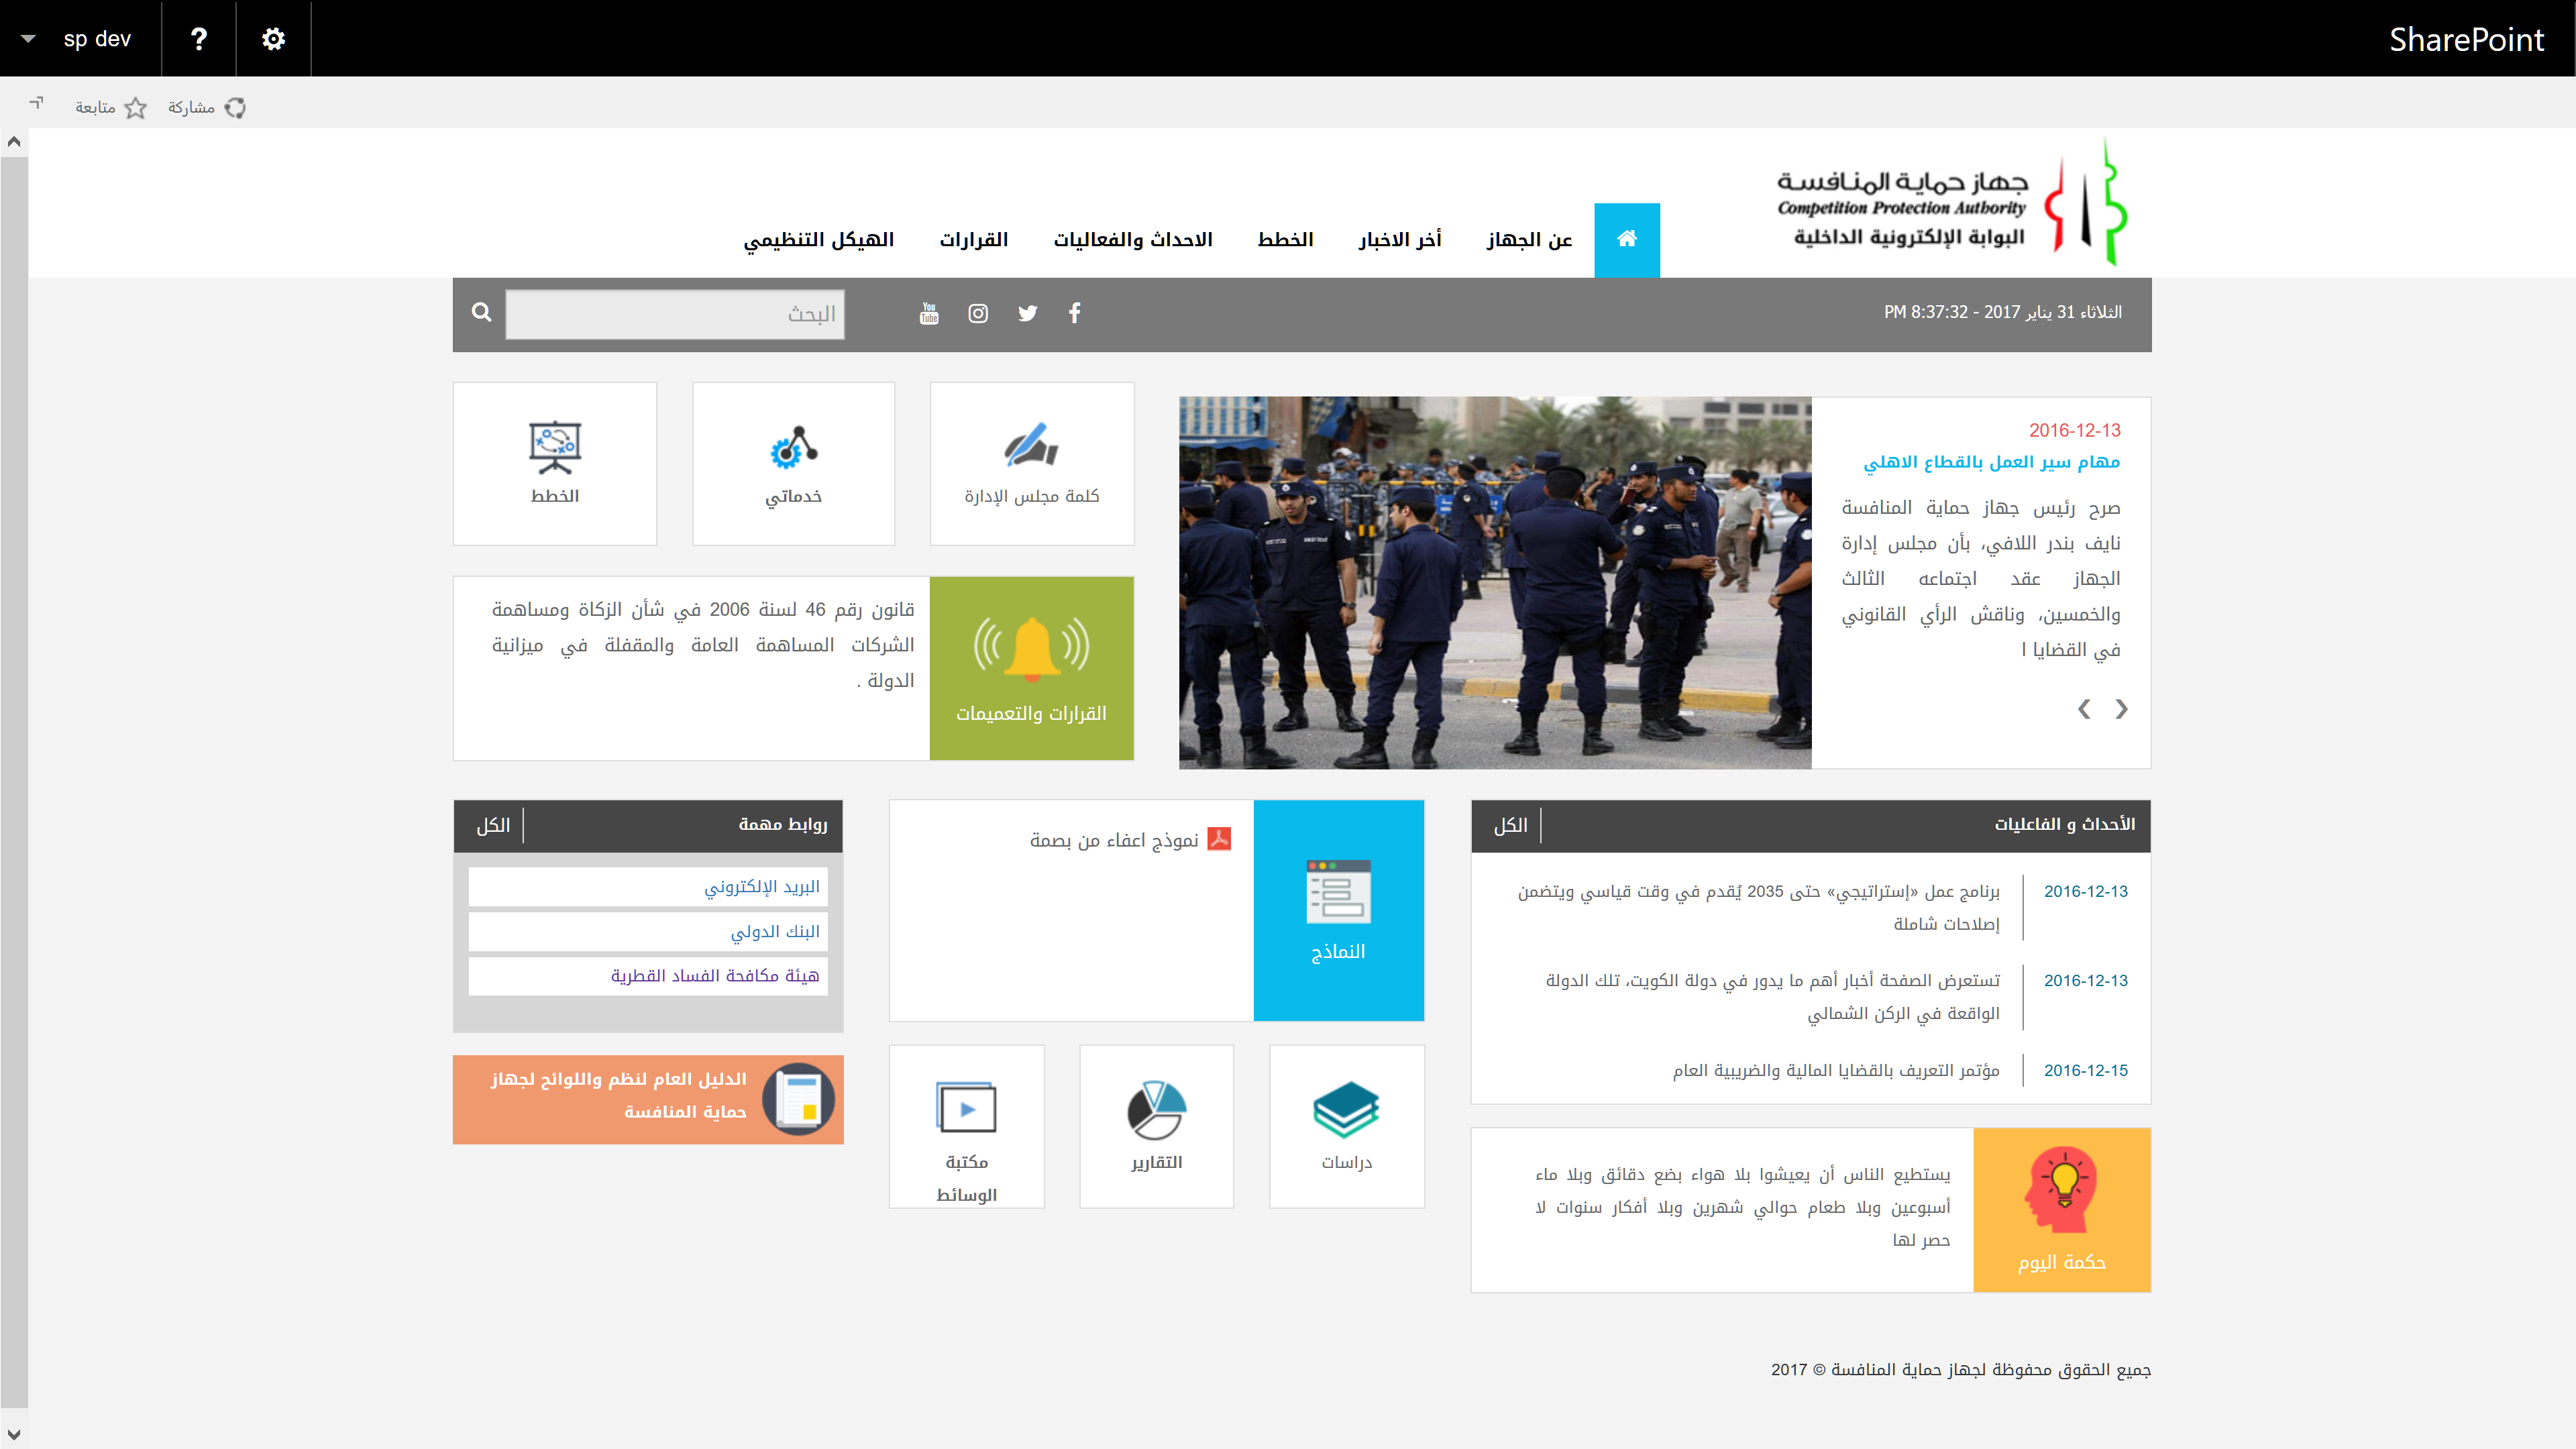 SharePoint
sp dev
مشاركة
متابعة
جهاز حماية المنافسة
Competition Protection Authority
البوابة الإلكترونية الداخلية
عن الجهاز
أخر الاخبار
الخطط
الاحداث والفعاليات
القرارات
الهيكل التنظيمي
الثلاثاء 31 يناير 2017 - 8:37:32 PM
You Tube
البحث
2016-12-13
مهام سير العمل بالقطاع الاهلي
صرح رئيس جهاز حماية المنافسة
نايف بندر اللافي، بأن مجلس إدارة
الجهاز عقد اجتماعه الثالث
والخمسين، وناقش الرأي القانوني
في القضايا ا
كلمة مجلس الإدارة
خدماتي
الخطط
القرارات والتعميمات
قانون رقم 46 لسنة 2006 في شأن الزكاة ومساهمة
الشركات المساهمة العامة والمقفلة في ميزانية
الدولة .
الأحداث و الفاعليات
الكل
2016-12-13
برنامج عمل «إستراتيجي» حتى 2035 يُقدم في وقت قياسي ويتضمن
إصلاحات شاملة
2016-12-13
تستعرض الصفحة أخبار أهم ما يدور في دولة الكويت، تلك الدولة
الواقعة في الركن الشمالي
2016-12-15
مؤتمر التعريف بالقضايا المالية والضريبية العام
حكمة اليوم
يستطيع الناس أن يعيشوا بلا هواء بضع دقائق وبلا ماء
أسبوعين وبلا طعام حوالي شهرين وبلا أفكار سنوات لا
حصر لها
النماذج
نموذج اعفاء من بصمة
دراسات
التقارير
مكتبة
الوسائط
روابط مهمة
الكل
البريد الإلكتروني
البنك الدولي
هيئة مكافحة الفساد القطرية
الدليل العام لنظم واللوائح لجهاز
حماية المنافسة
جميع الحقوق محفوظة لجهاز حماية المنافسة © 2017